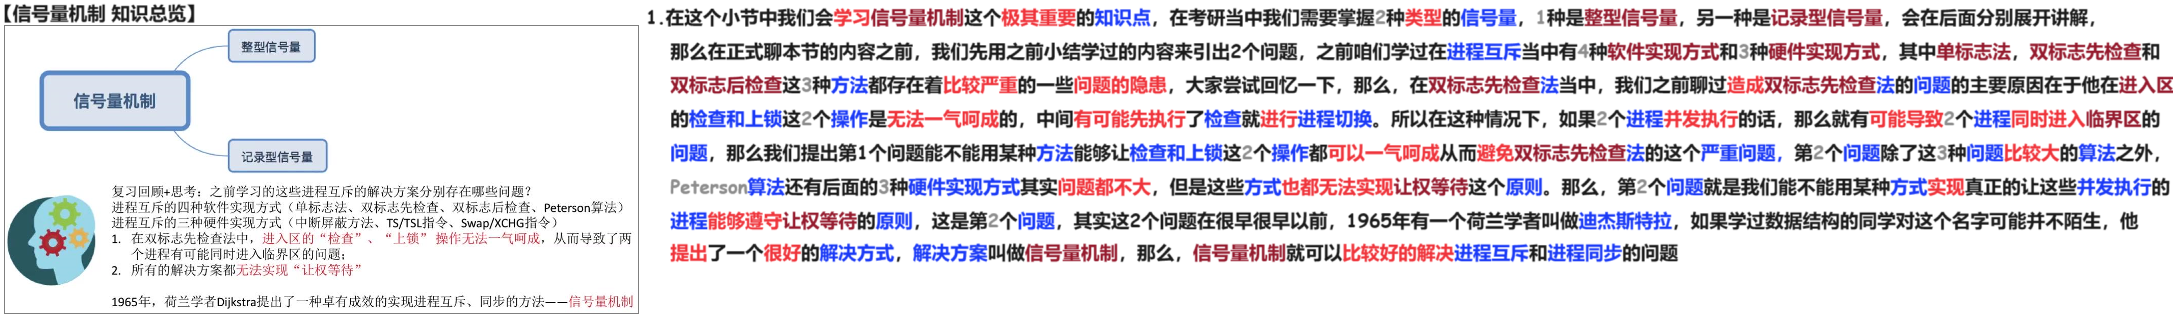 【信号量机制 知识总览】
整型信号量
信号量机制
记录型信号量
复习回顾+思考：之前学习的这些进程互斥的解决方案分别存在哪些问题？
进程互斥的四种软件实现方式（单标志法、双标志先检查、双标志后检查、Peterson算法）
进程互斥的三种硬件实现方式（中断屏蔽方法、TS/TSL指令、Swap/XCHG指令）
1. 在双标志先检查法中，进入区的“检查”、“上锁” 操作无法一气呵成，从而导致了两
个进程有可能同时进入临界区的问题；
2. 所有的解决方案都无法实现“让权等待”
1965年，荷兰学者Dijkstra提出了一种卓有成效的实现进程互斥、同步的方法——信号量机制
1.在这个小节中我们会学习信号量机制这个极其重要的知识点，在考研当中我们需要掌握2种类型的信号量，1种是整型信号量，另一种是记录型信号量，会在后面分别展开讲解，
那么在正式聊本节的内容之前，我们先用之前小结学过的内容来引出2个问题，之前咱们学过在进程互斥当中有4种软件实现方式和3种硬件实现方式，其中单标志法，双标志先检查和
双标志后检查这3种方法都存在着比较严重的一些问题的隐患，大家尝试回忆一下，那么，在双标志先检查法当中，我们之前聊过造成双标志先检查法的问题的主要原因在于他在进入区
的检查和上锁这2个操作是无法一气呵成的，中间有可能先执行了检查就进行进程切换。所以在这种情况下，如果2个进程并发执行的话，那么就有可能导致2个进程同时进入临界区的
问题，那么我们提出第1个问题能不能用某种方法能够让检查和上锁这2个操作都可以一气呵成从而避免双标志先检查法的这个严重问题，第2个问题除了这3种问题比较大的算法之外，
Peterson算法还有后面的3种硬件实现方式其实问题都不大，但是这些方式也都无法实现让权等待这个原则。那么，第2个问题就是我们能不能用某种方式实现真正的让这些并发执行的
进程能够遵守让权等待的原则，这是第2个问题，其实这2个问题在很早很早以前，1965年有一个荷兰学者叫做迪杰斯特拉，如果学过数据结构的同学对这个名字可能并不陌生，他
提出了一个很好的解决方式，解决方案叫做信号量机制，那么，信号量机制就可以比较好的解决进程互斥和进程同步的问题